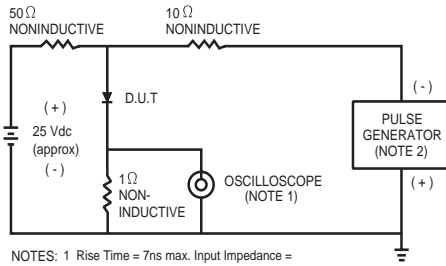 50 Ω
NONINDUCTIVE
10 Ω
NONINDUCTIVE
(+)
25 Vdc
(approx)
(-)
D.U.T
1 Ω
NON-
INDUCTIVE
OSCILLOSCOPE
(NOTE 1)
(-)
PULSE
GENERATOR
(NOTE 2)
(+)
NOTES: 1 Rise Time = 7ns max. Input Impedance =